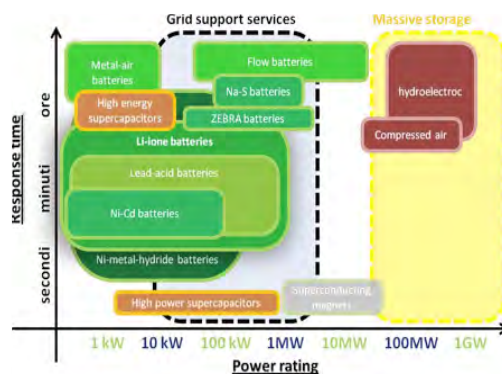 Grid support services
Massive storage
Metal-air
batteries
Flow batteries
Na-S batteries
hydroelectroc
High energy
supercapacitors
ZEBRA batteries
Compressed air
Li-ione batteries
Lead-acid batteries
Ni-Cd batteries
Ni-metal-hydride batteries
High power supercapacitors
Superconducting
magnets
Response time
ore
minuti
secondi
1 kW
10 kW
100 kW
1MW
10MW
100MW
1GW
Power rating